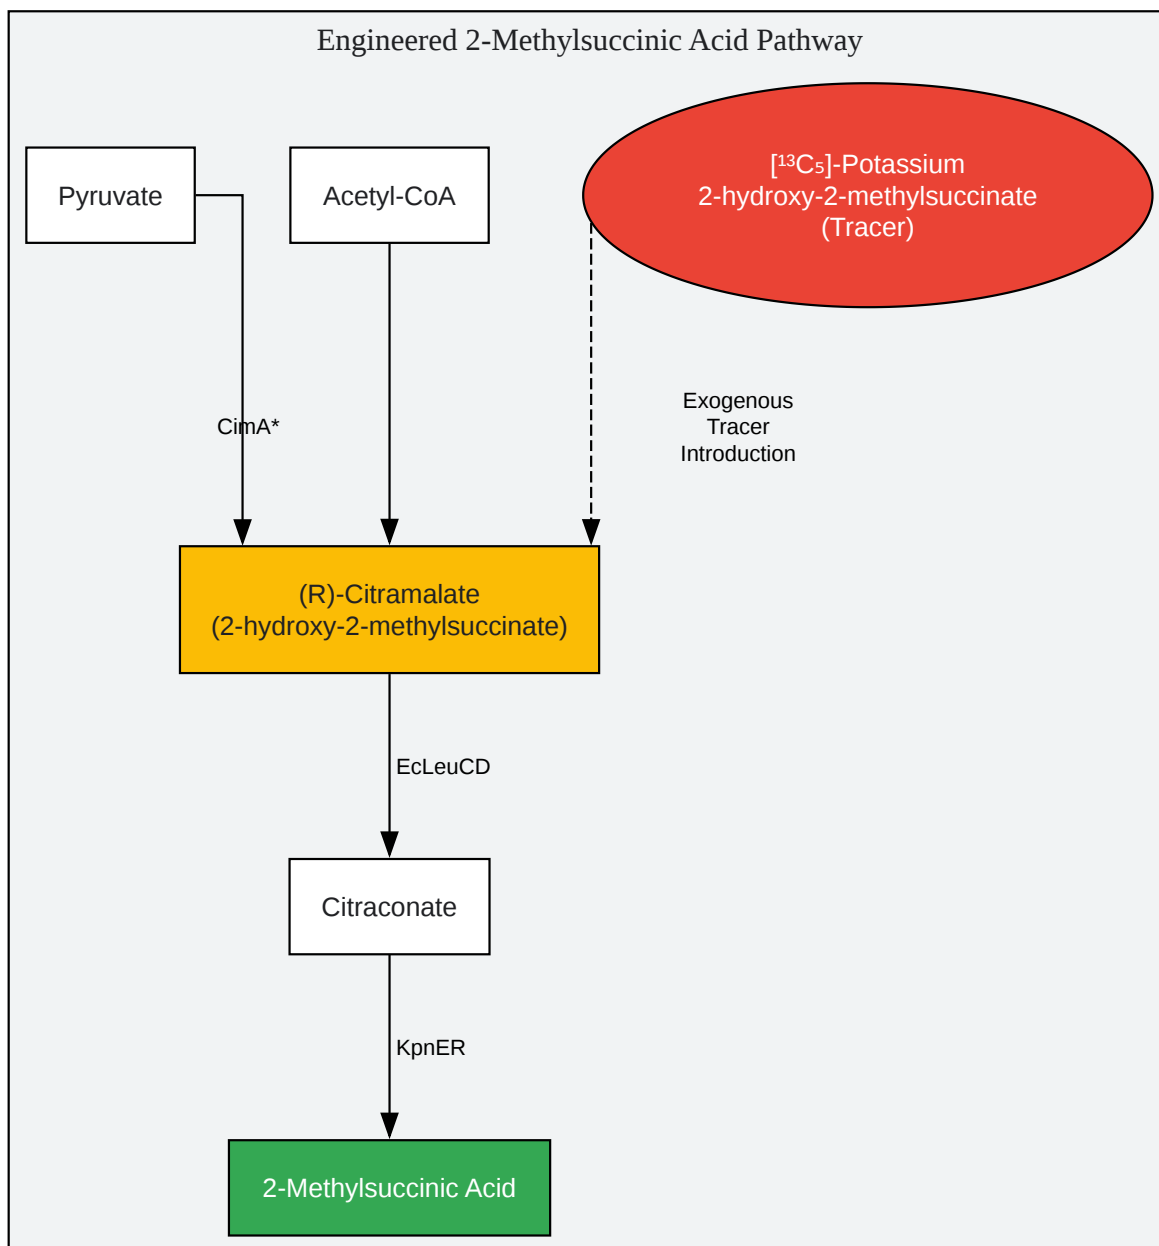 Engineered 2-Methylsuccinic Acid Pathway
Pyruvate
Acetyl-CoA
[¹³C₅]-Potassium
2-hydroxy-2-methylsuccinate
(Tracer)
CimA*
Exogenous
Tracer
Introduction
(R)-Citramalate
(2-hydroxy-2-methylsuccinate)
EcLeuCD
Citraconate
KpnER
2-Methylsuccinic Acid